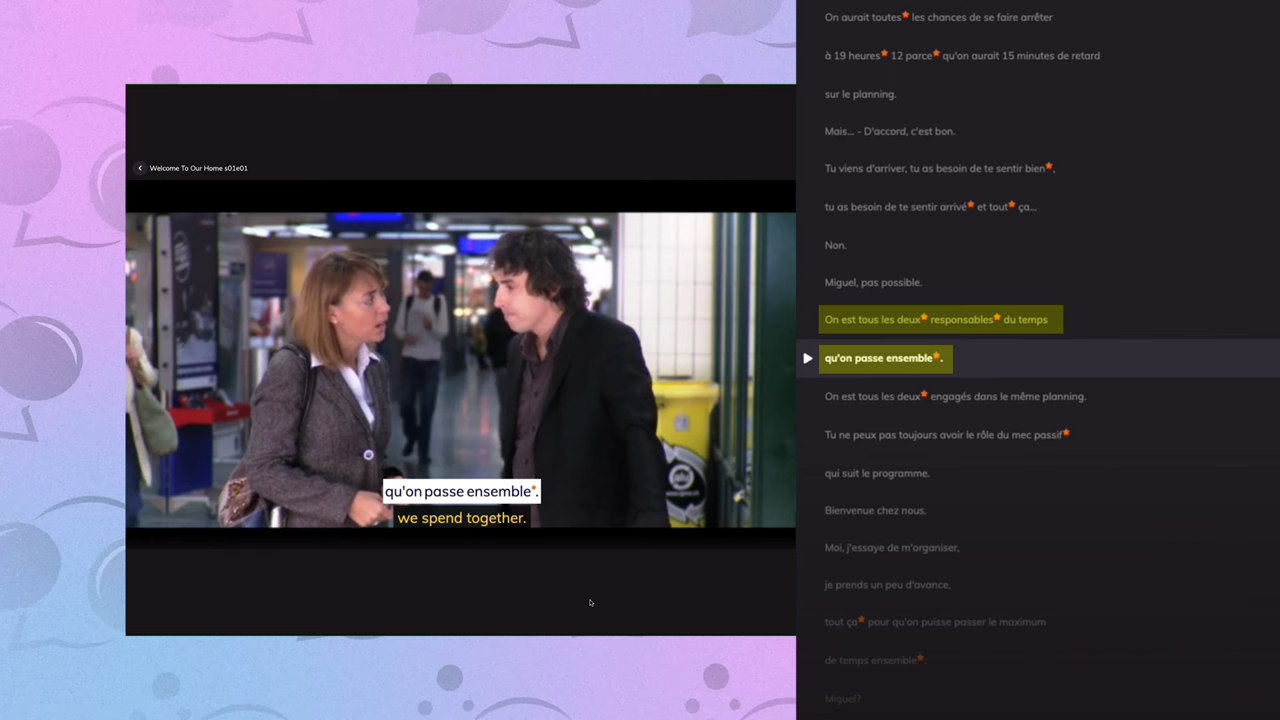 Welcome To Our Home s01e01
qu'on passe ensemble*.
we spend together.
On aurait toutes* les chances de se faire arrêter
à 19 heures* 12 parce* qu'on aurait 15 minutes de retard
sur le planning.
Mais... - D'accord, c'est bon.
Tu viens d'arriver, tu as besoin de te sentir bien*,
tu as besoin de te sentir arrivé* et tout* ça...
Non.
Miguel, pas possible.
On est tous les deux* responsables* du temps
qu'on passe ensemble*.
On est tous les deux* engagés dans le même planning.
Tu ne peux pas toujours avoir le rôle du mec passif*
qui suit le programme.
Bienvenue chez nous.
Moi, j'essaye de m'organiser,
je prends un peu d'avance,
tout ça* pour qu'on puisse passer le maximum
de temps ensemble*.
Miguel?